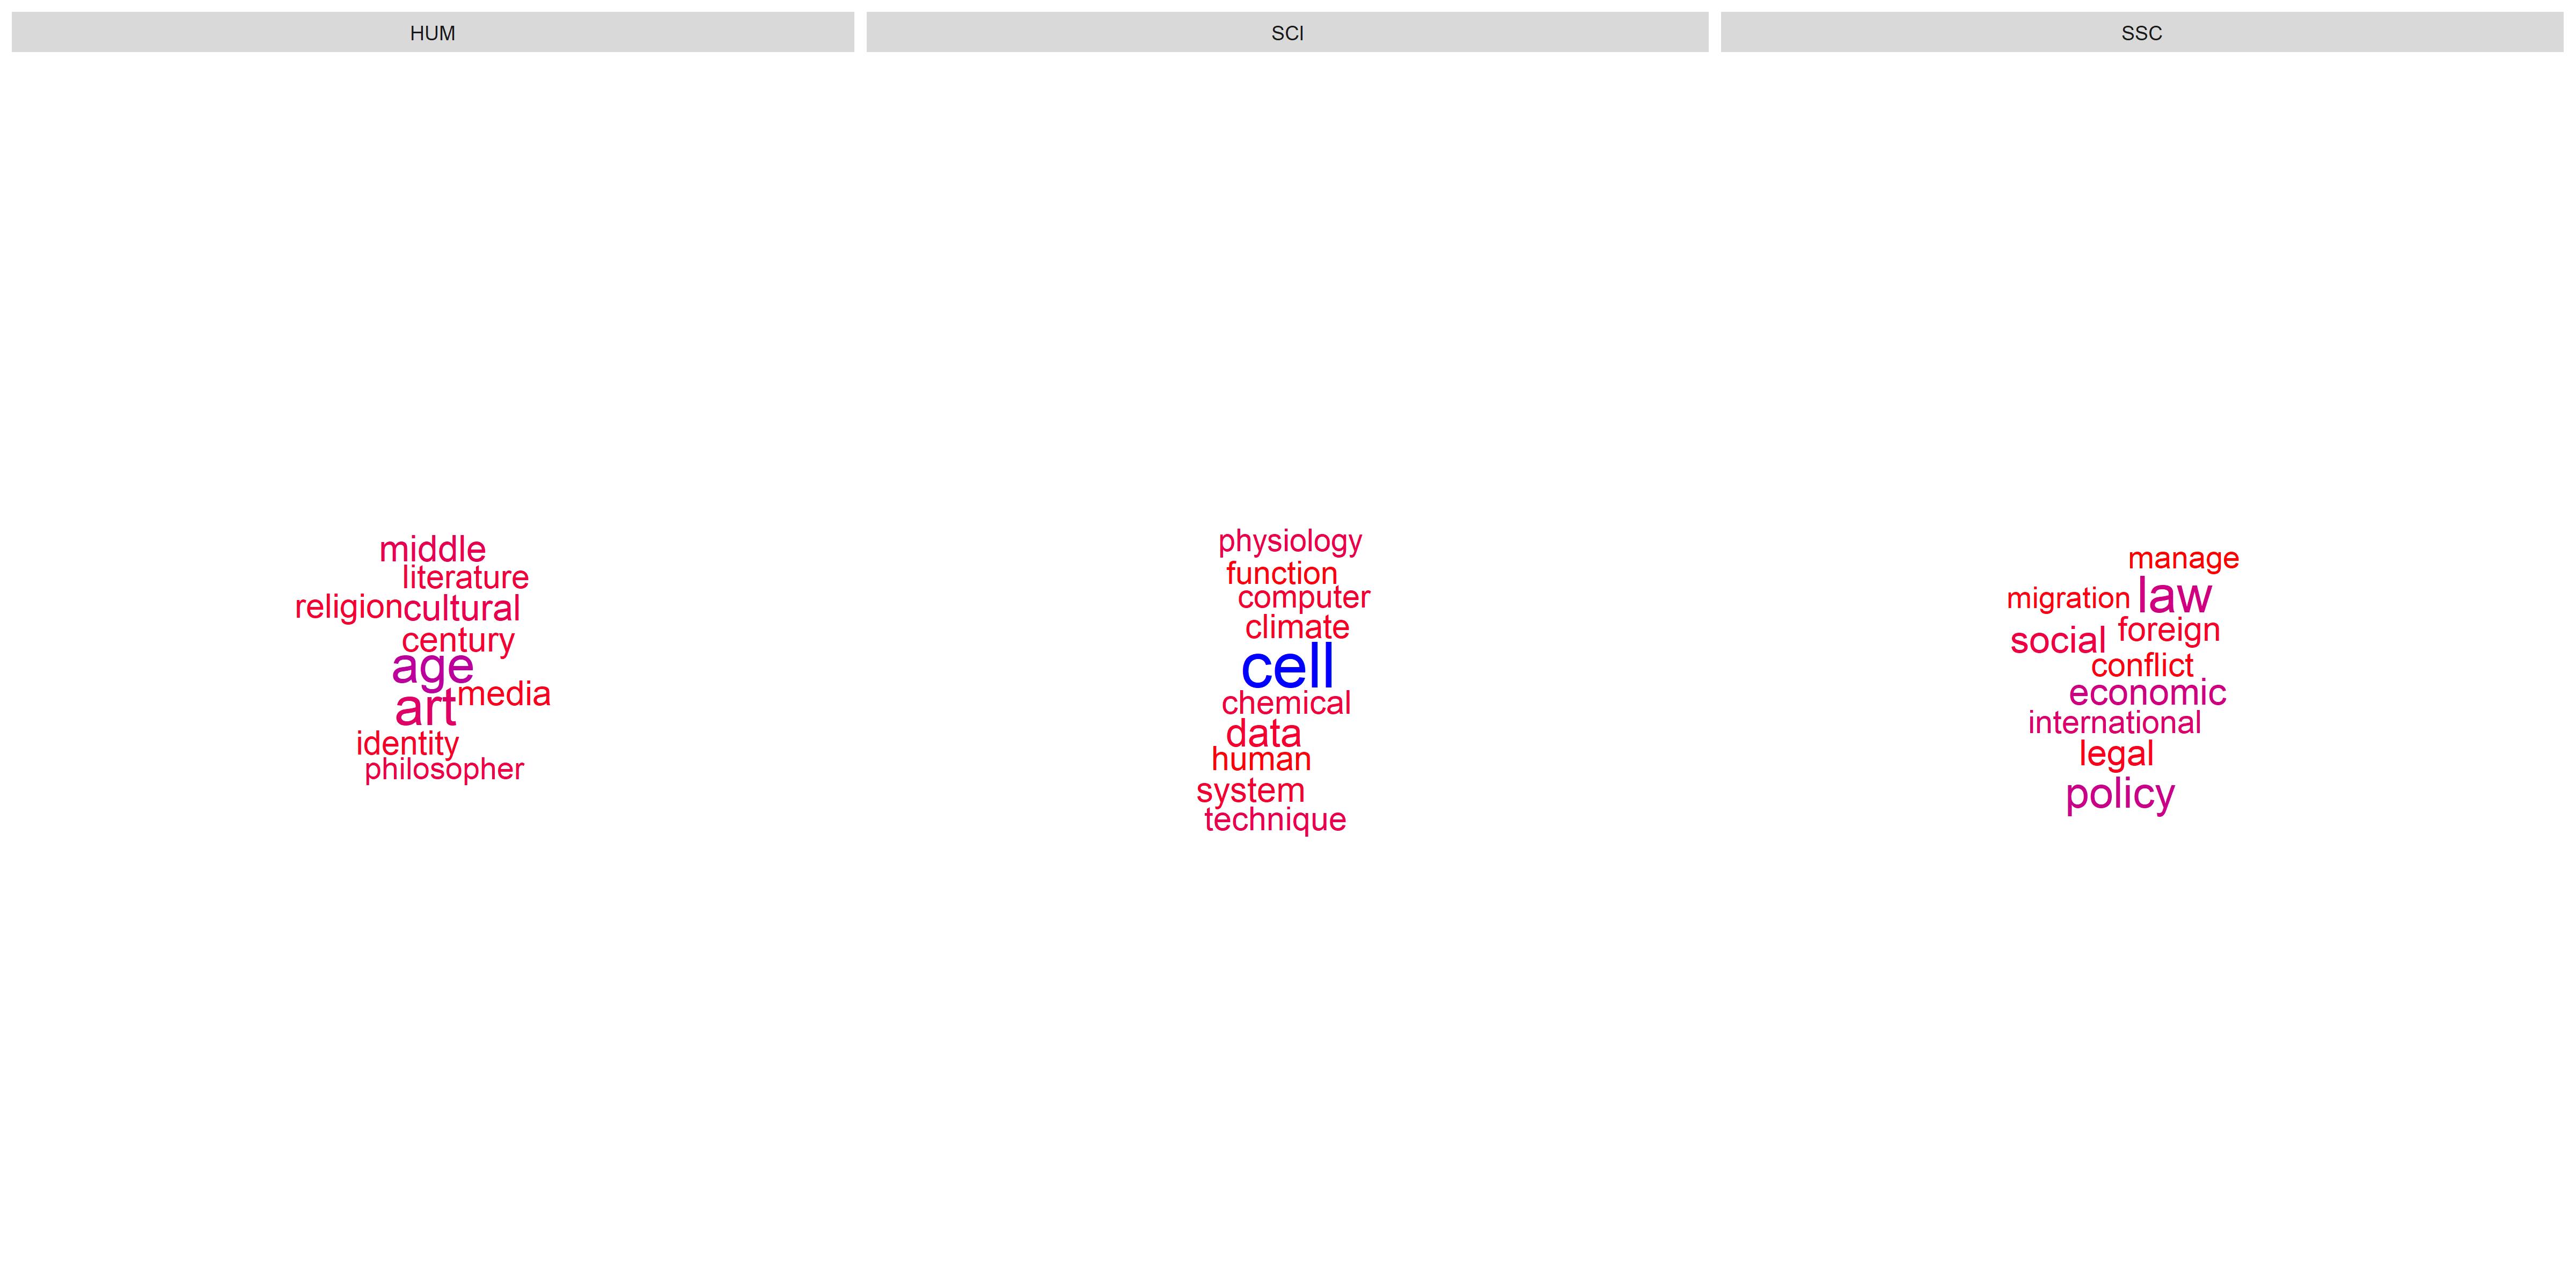 HUM
SCI
SSC
middle
literature
religion cultural
century
age
media
art
identity
philosopher
physiology
function
computer
climate
cell
chemical
data
human
system
technique
manage
migration law
foreign
social
conflict
economic
international
legal
policy